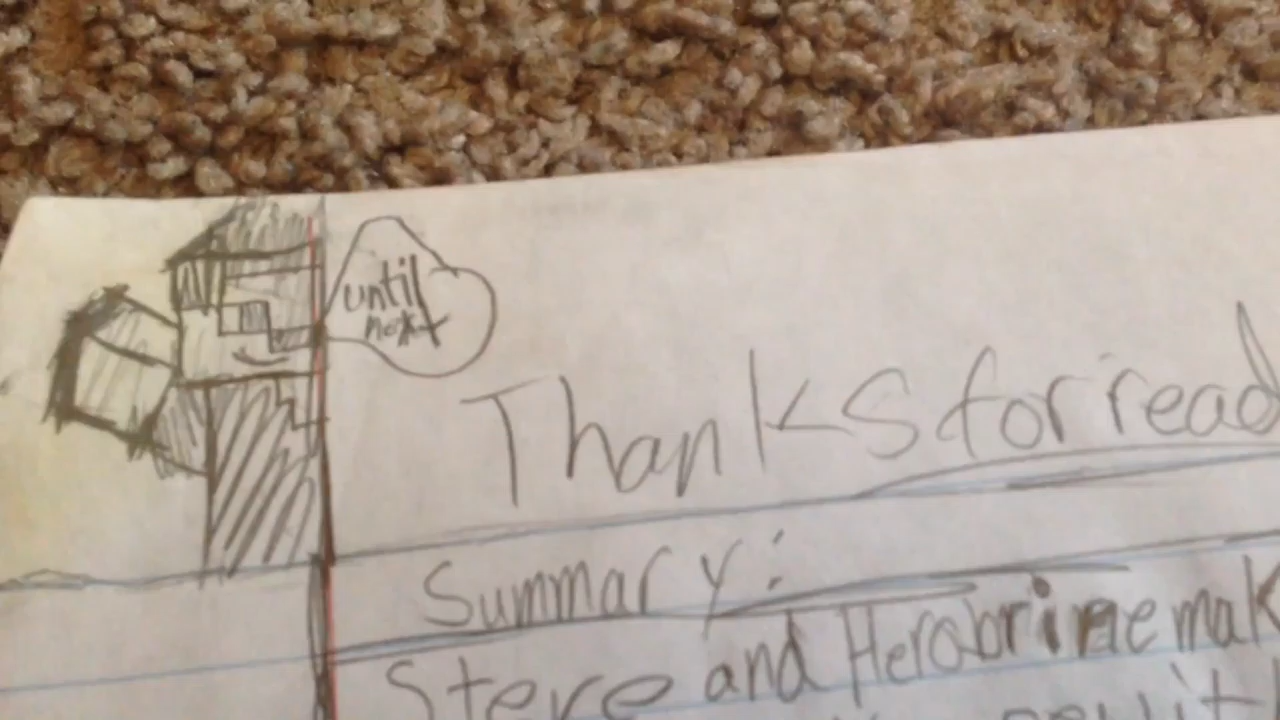 until
next
Thanks for read
Summary:
Steve and Herobrine mak